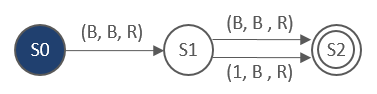 S0
(B, B, R)
S1
(B, B , R)
(1, B , R)
S2